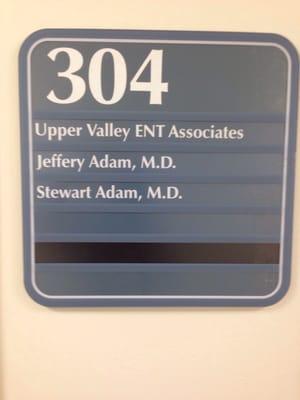 304
Upper Valley ENT Associates
Jeffery Adam, M.D.
Stewart Adam, M.D.